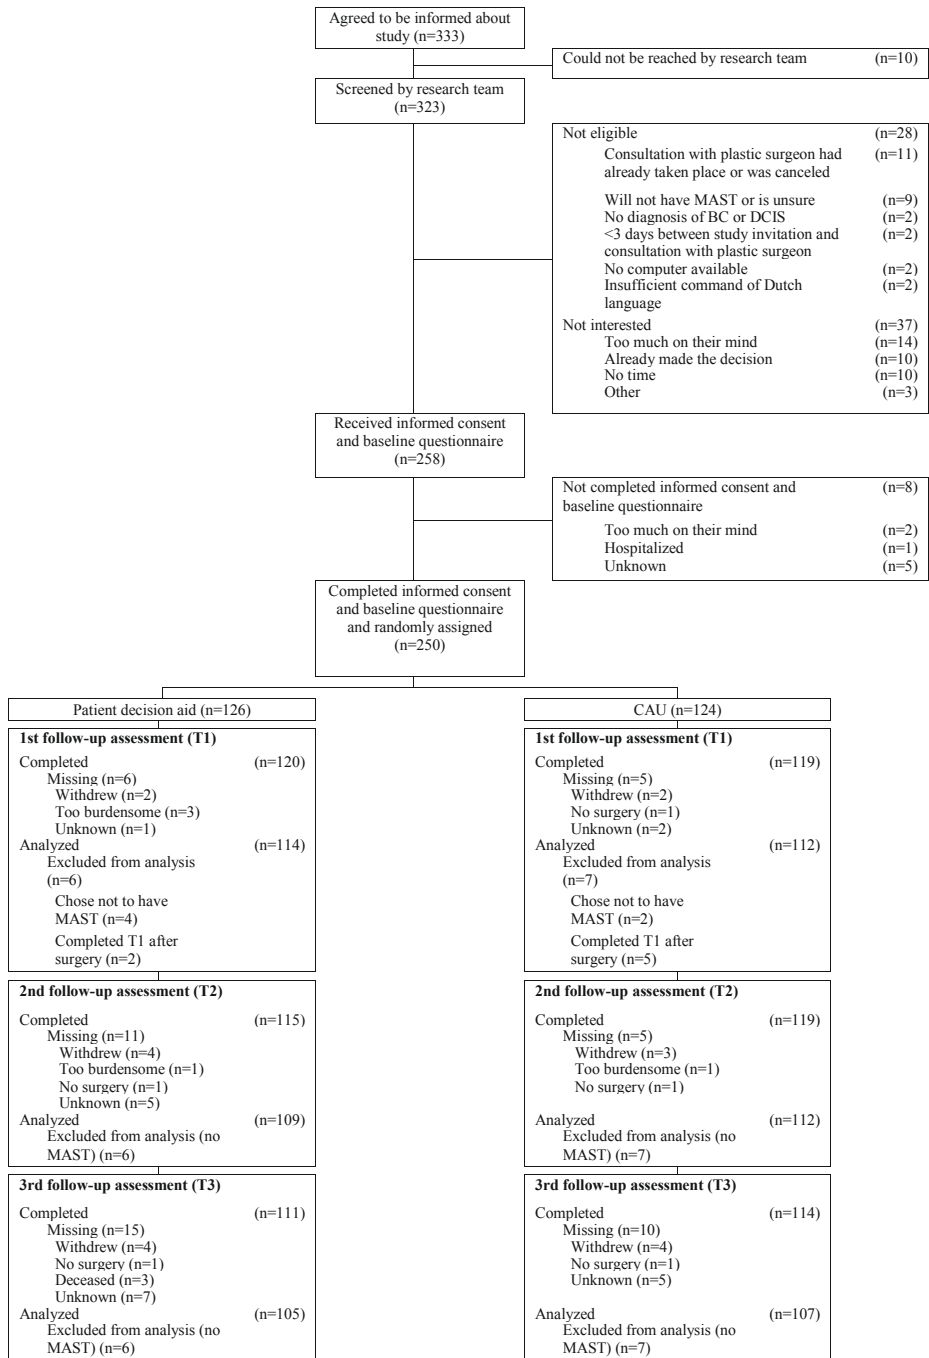 Agreed to be informed about
study (n=333)
Could not be reached by research team (n=10)
Screened by research team
(n=323)
Not eligible (n=28)
Consultation with plastic surgeon had (n=11)
already taken place or was canceled
Will not have MAST or is unsure (n=9)
No diagnosis of BC or DCIS (n=2)
<3 days between study invitation and (n=2)
consultation with plastic surgeon
No computer available (n=2)
Insufficient command of Dutch (n=2)
language
Not interested (n=37)
Too much on their mind (n=14)
Already made the decision (n=10)
No time (n=10)
Other (n=3)
Received informed consent
and baseline questionnaire
(n=258)
Not completed informed consent and (n=8)
baseline questionnaire
Too much on their mind (n=2)
Hospitalized (n=1)
Unknown (n=5)
Completed informed consent
and baseline questionnaire
and randomly assigned
(n=250)
Patient decision aid (n=126)
1st follow-up assessment (T1)
Completed (n=120)
Missing (n=6)
Withdrew (n=2)
Too burdensome (n=3)
Unknown (n=1)
Analyzed (n=114)
Excluded from analysis
(n=6)
Chose not to have
MAST (n=4)
Completed T1 after
surgery (n=2)
2nd follow-up assessment (T2)
Completed (n=115)
Missing (n=11)
Withdrew (n=4)
Too burdensome (n=1)
No surgery (n=1)
Unknown (n=5)
Analyzed (n=109)
Excluded from analysis (no
MAST) (n=6)
3rd follow-up assessment (T3)
Completed (n=111)
Missing (n=15)
Withdrew (n=4)
No surgery (n=1)
Deceased (n=3)
Unknown (n=7)
Analyzed (n=105)
Excluded from analysis (no
MAST) (n=6)
CAU (n=124)
1st follow-up assessment (T1)
Completed (n=119)
Missing (n=5)
Withdrew (n=2)
No surgery (n=1)
Unknown (n=2)
Analyzed (n=112)
Excluded from analysis
(n=7)
Chose not to have
MAST (n=2)
Completed T1 after
surgery (n=5)
2nd follow-up assessment (T2)
Completed (n=119)
Missing (n=5)
Withdrew (n=3)
Too burdensome (n=1)
No surgery (n=1)
Analyzed (n=112)
Excluded from analysis (no
MAST) (n=7)
3rd follow-up assessment (T3)
Completed (n=114)
Missing (n=10)
Withdrew (n=4)
No surgery (n=1)
Unknown (n=5)
Analyzed (n=107)
Excluded from analysis (no
MAST) (n=7)